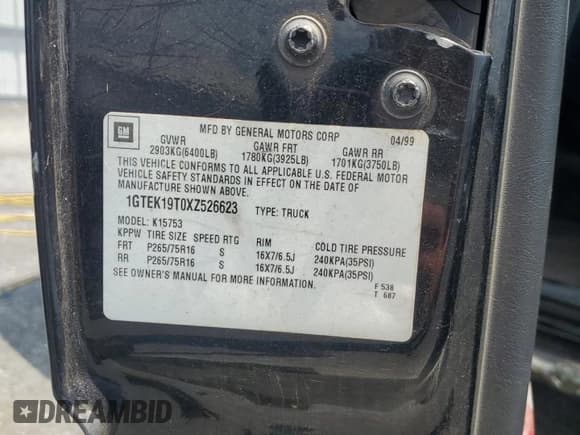 GM
MFD BY GENERAL MOTORS CORP 04/99
GVWR GAWR FRT GAWR RR
2903KG(6400LB) 1780KG(3925LB) 1701KG(3750LB)
THIS VEHICLE CONFORMS TO ALL APPLICABLE U.S. FEDERAL MOTOR
VEHICLE SAFETY STANDARDS IN EFFECT ON THE DATE OF
MANUFACTURE SHOWN ABOVE.
1GTEK19T0XZ526623 TYPE: TRUCK
MODEL: K15753
KPPW TIRE SIZE SPEED RTG RIM COLD TIRE PRESSURE
FRT P265/75R16 S 16X7/6.5J 240KPA(35PSI)
RR P265/75R16 S 16X7/6.5J 240KPA(35PSI)
SEE OWNER'S MANUAL FOR MORE INFORMATION.
F 538
T 687
DREAMBID